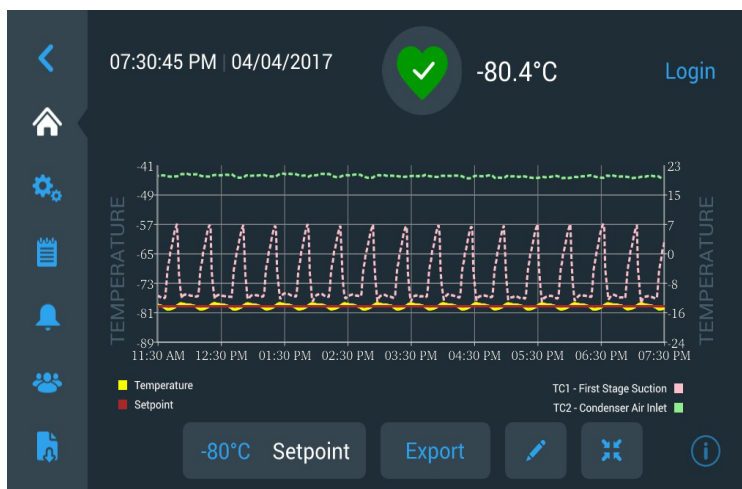 07:30:45 PM | 04/04/2017
-80.4°C
Login
TEMPERATURE
-41
-49
-57
-65
-73
-81
-89
23
15
7
0
-8
-16
-24
TEMPERATURE
11:30 AM 12:30 PM 01:30 PM 02:30 PM 03:30 PM 04:30 PM 05:30 PM 06:30 PM 07:30 PM
Temperature
Setpoint
TC1 - First Stage Suction
TC2 - Condenser Air Inlet
-80°C Setpoint
Export
i